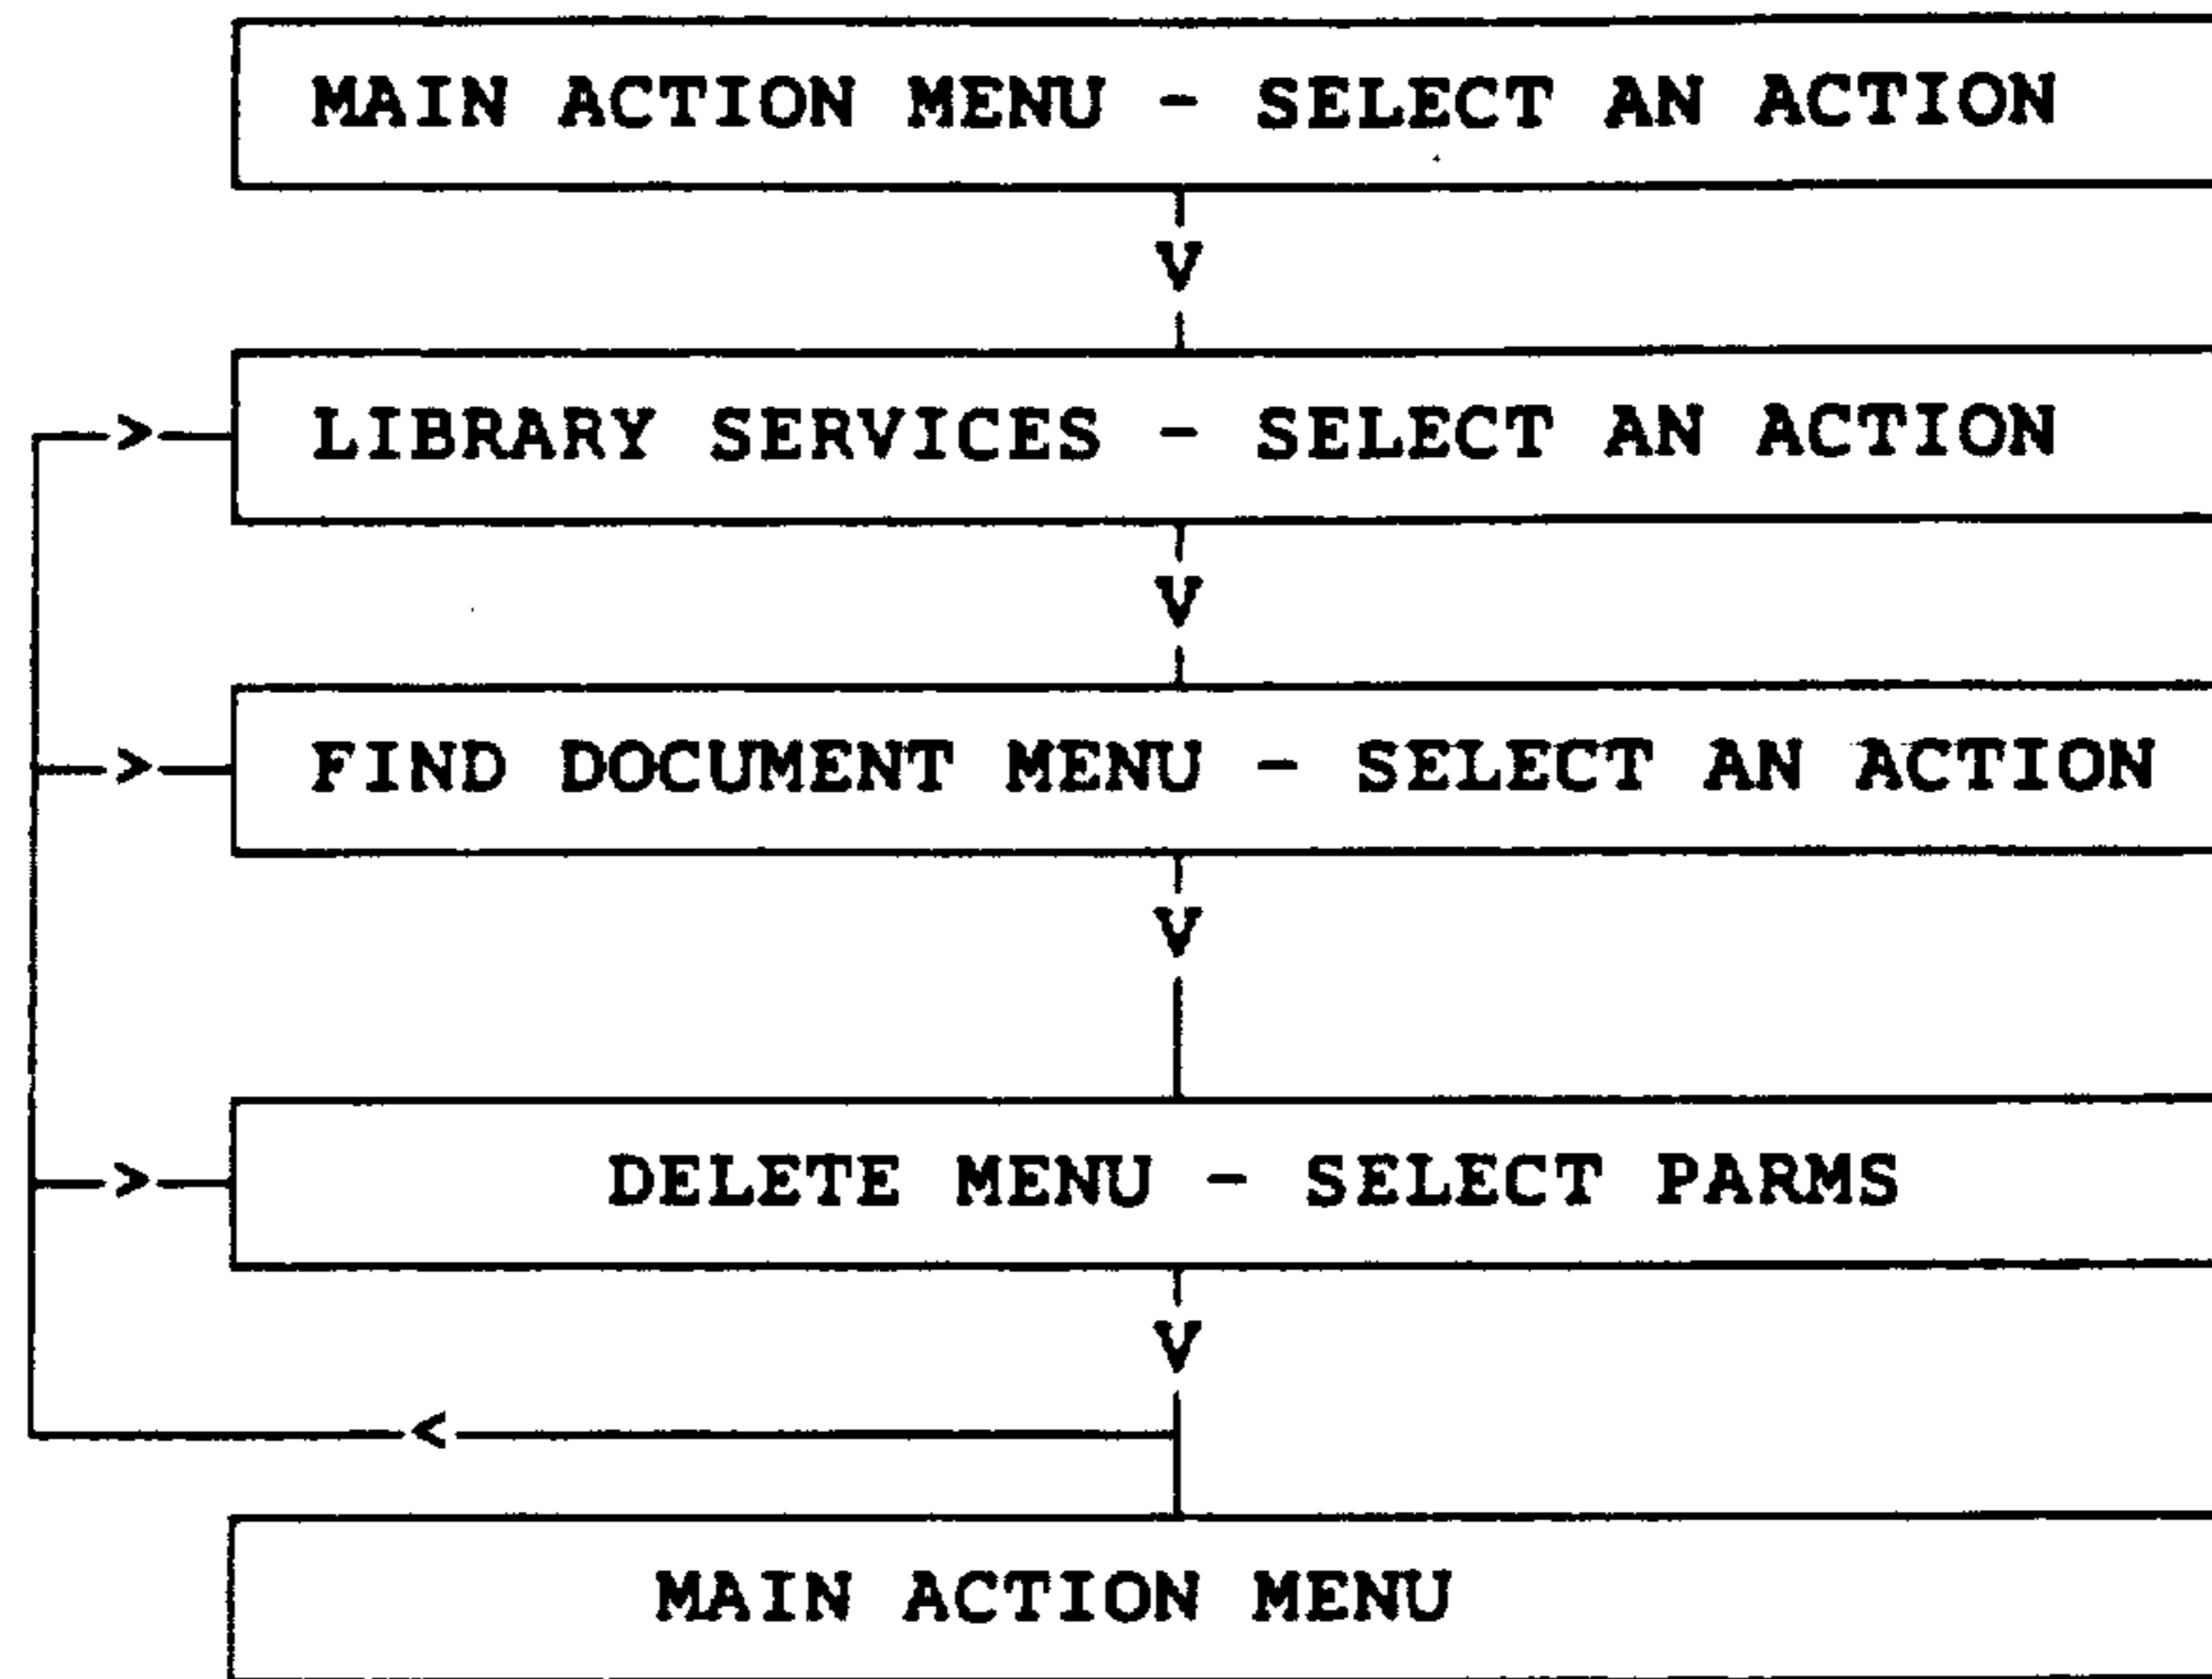 MAIN ACTION MENU - SELECT AN ACTION
V
LIBRARY SERVICES - SELECT AN ACTION
>
V
FIND DOCUMENT MENU - SELECT AN ACTION
>
V
DELETE MENU - SELECT PARMS
>
V
<
MAIN ACTION MENU